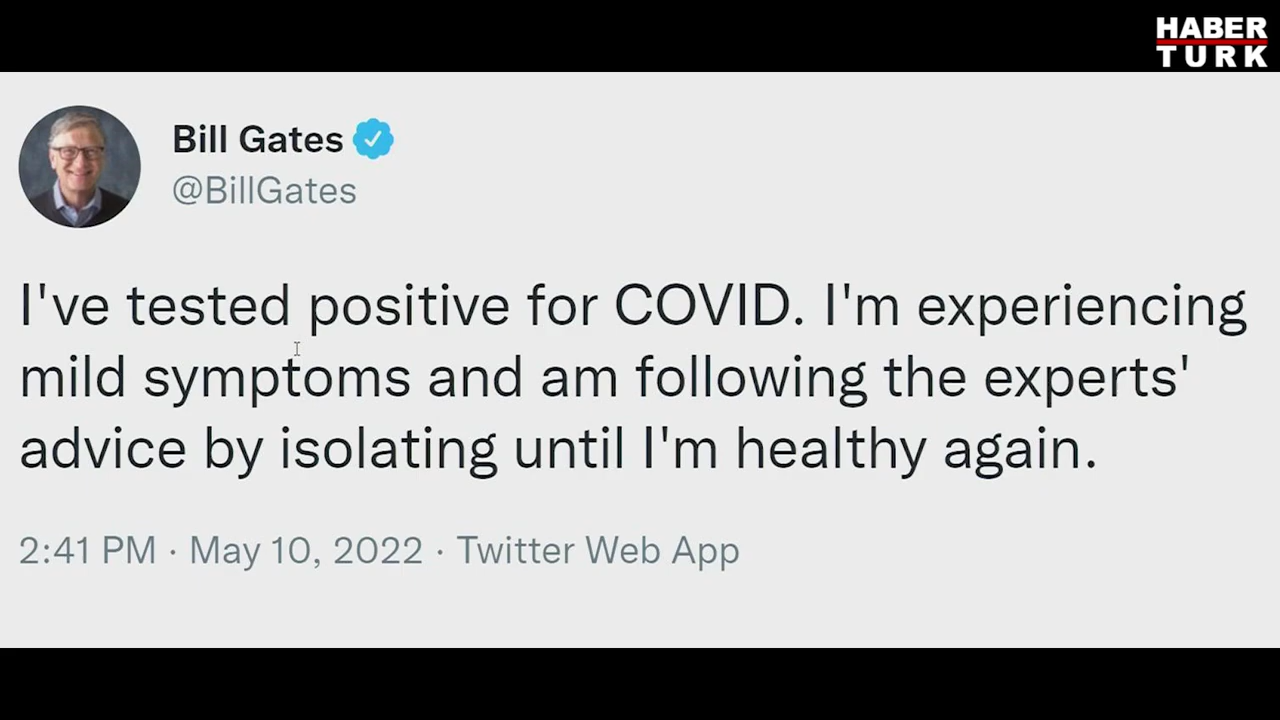 HABER
TURK
Bill Gates
@BillGates
I've tested positive for COVID. I'm experiencing
mild symptoms and am following the experts'
advice by isolating until I'm healthy again.
2:41 PM · May 10, 2022 · Twitter Web App